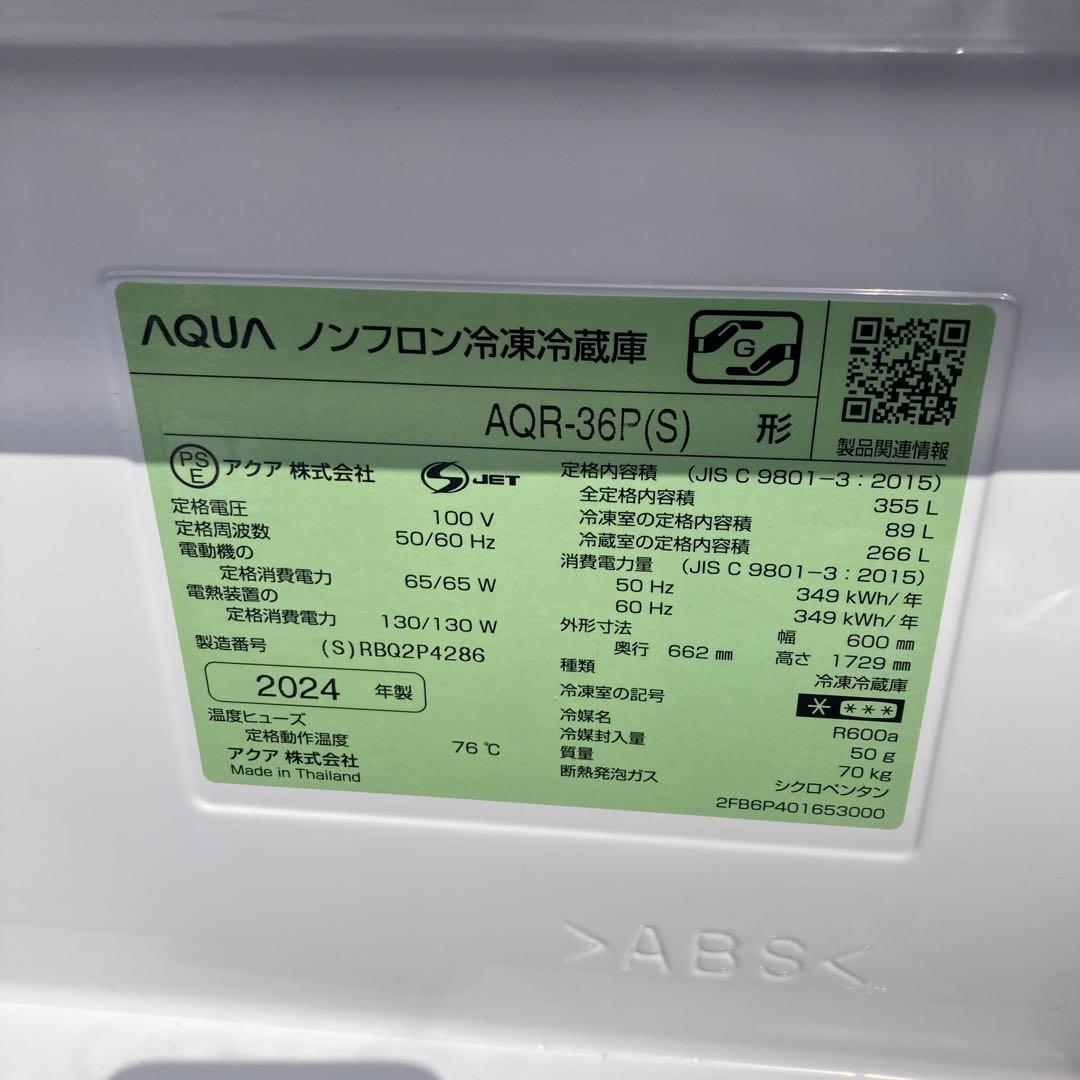 AQUA ノンフロン冷凍冷蔵庫
G
AQR-36P(S) 形
製品関連情報
PSE アクア 株式会社 S JET
定格電圧 100 V
定格周波数 50/60 Hz
電動機の
定格消費電力 65/65 W
電熱装置の
定格消費電力 130/130 W
製造番号 (S)RBQ2P4286
2024 年製
温度ヒューズ
定格動作温度 76 ℃
アクア 株式会社
Made in Thailand
定格内容積 (JIS C 9801-3：2015)
全定格内容積 355 L
冷凍室の定格内容積 89 L
冷蔵室の定格内容積 266 L
消費電力量 (JIS C 9801-3：2015)
50 Hz 349 kWh/年
60 Hz 349 kWh/年
外形寸法 幅 600 ㎜
奥行 662 ㎜ 高さ 1729 ㎜
種類 冷凍冷蔵庫
冷凍室の記号 * ***
冷媒名 R600a
冷媒封入量 50 g
質量 70 kg
断熱発泡ガス シクロペンタン
2FB6P401653000
>ABS<